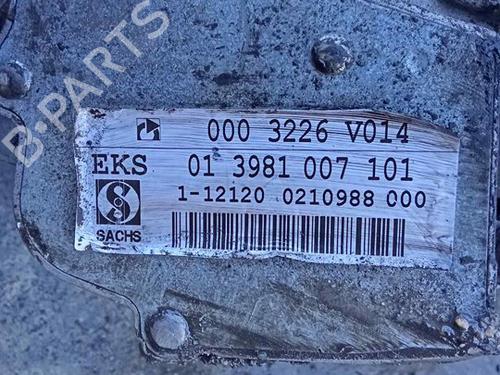 B-PARTS
000 3226 V014
EKS 01 3981 007 101
1-12120 0210988 000
SACHS